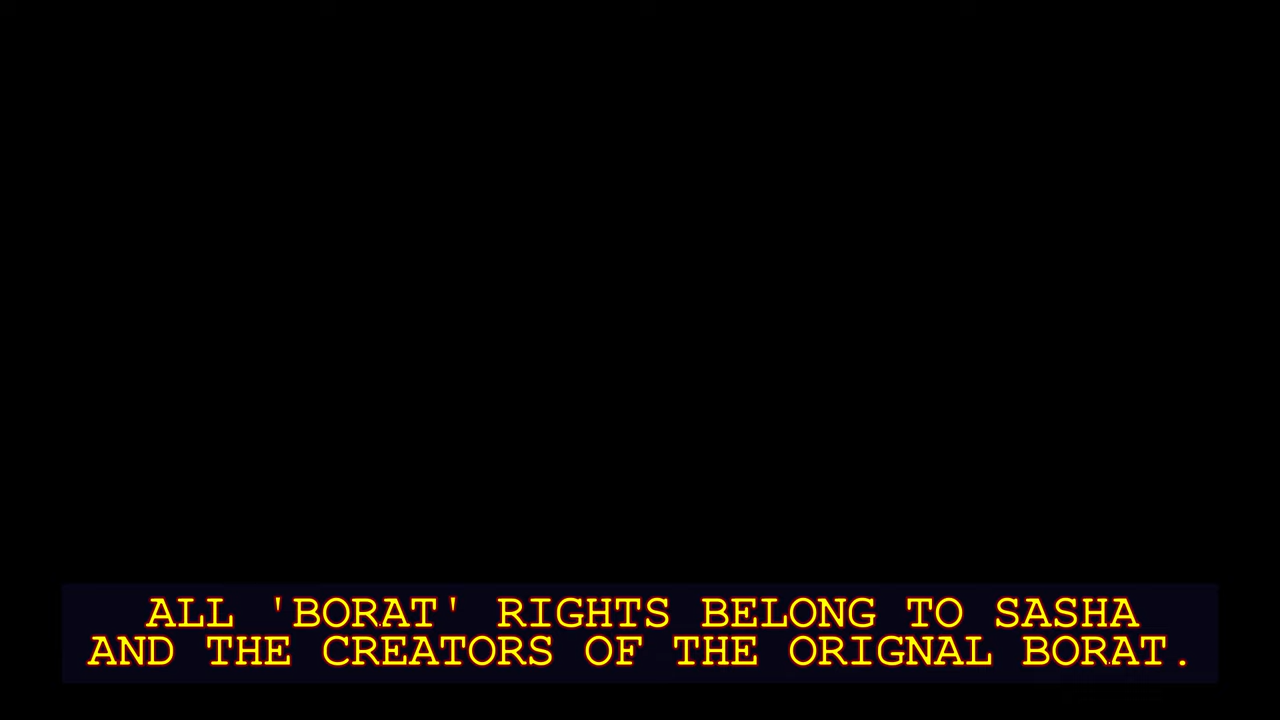 ALL 'BORAT' RIGHTS BELONG TO SASHA
AND THE CREATORS OF THE ORIGNAL BORAT.